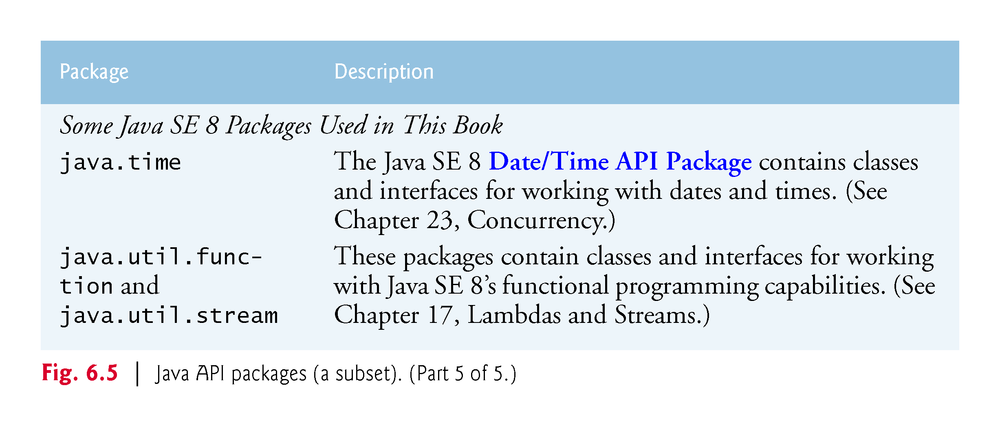 Package Description
Some Java SE 8 Packages Used in This Book
java.time The Java SE 8 Date/Time API Package contains classes
and interfaces for working with dates and times. (See
Chapter 23, Concurrency.)
java.util.func- These packages contain classes and interfaces for working
tion and with Java SE 8’s functional programming capabilities. (See
java.util.stream Chapter 17, Lambdas and Streams.)
Fig. 6.5 | Java API packages (a subset). (Part 5 of 5.)